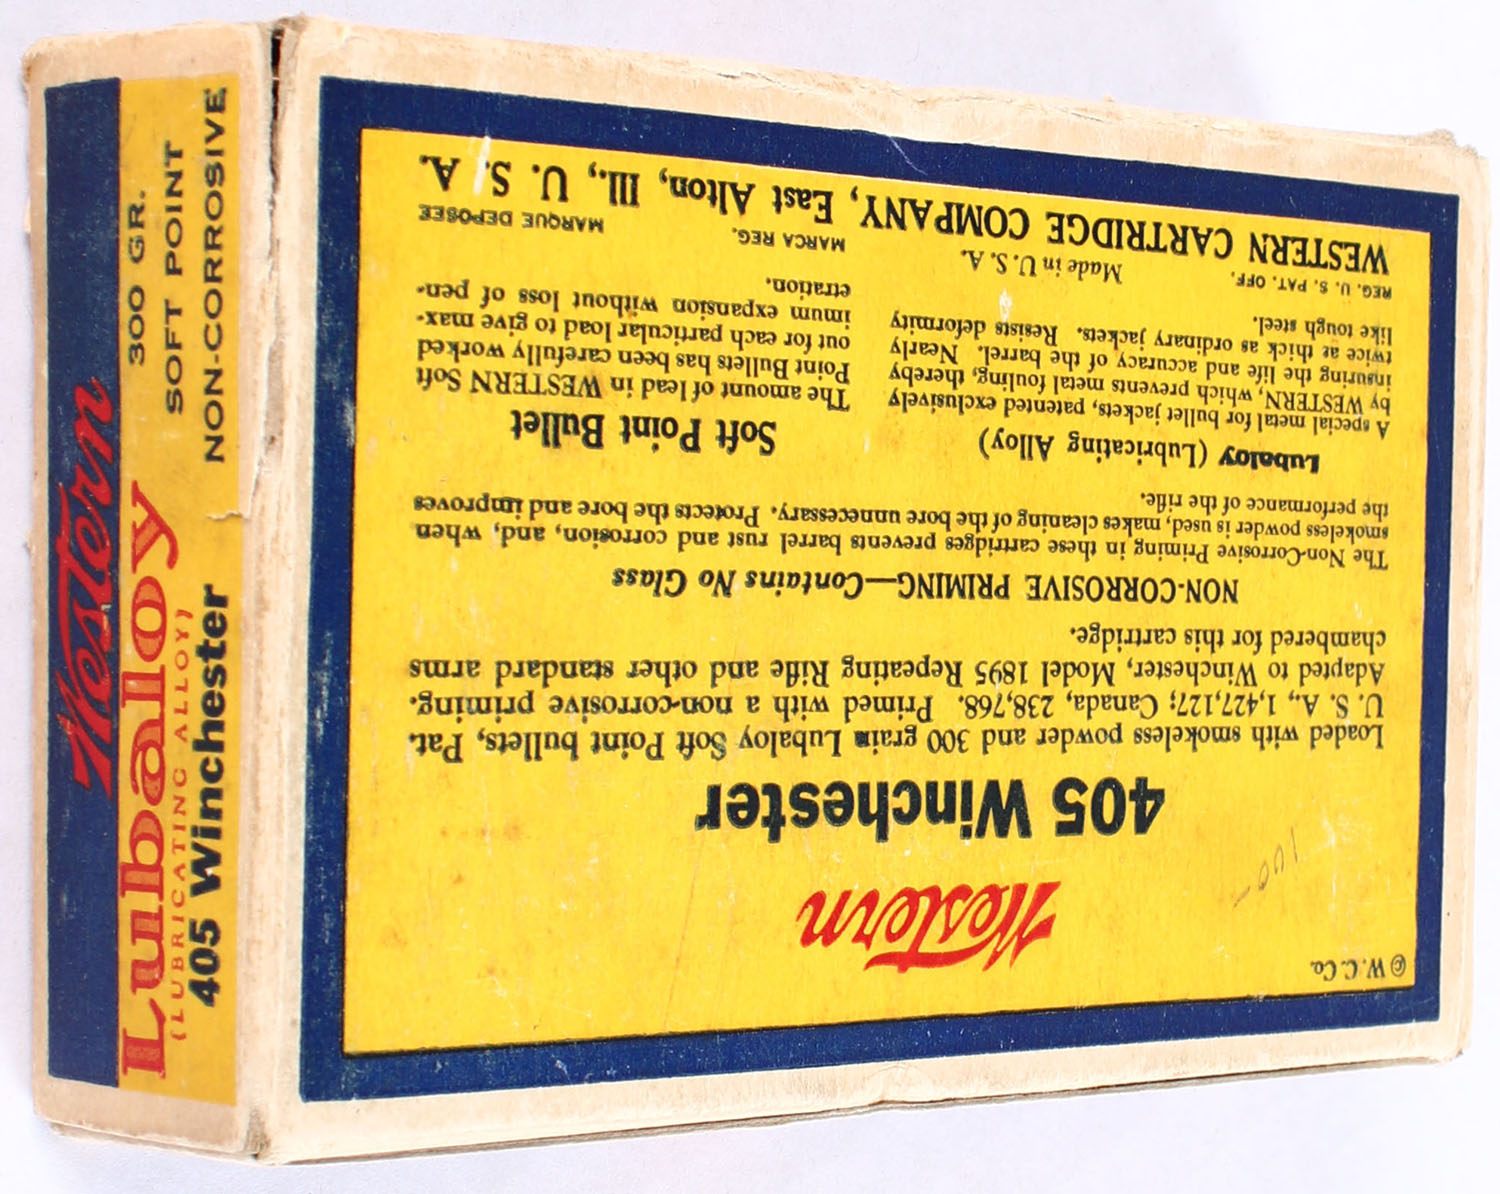 Western
Lubaloy
(LUBRICATING ALLOY)
405 Winchester
300 GR.
SOFT POINT
NON-CORROSIVE
© W. C. Co.
Western
405 Winchester
Loaded with smokeless powder and 300 grain Lubaloy Soft Point bullets, Pat.
U. S. A., 1,427,127; Canada, 238,768. Primed with a non-corrosive priming.
Adapted to Winchester, Model 1895 Repeating Rifle and other standard arms
chambered for this cartridge.
NON-CORROSIVE PRIMING—Contains No Glass
The Non-Corrosive Priming in these cartridges prevents barrel rust and corrosion, and, when
smokeless powder is used, makes cleaning of the bore unnecessary. Protects the bore and improves
the performance of the rifle.
Lubaloy (Lubricating Alloy)
A special metal for bullet jackets, patented exclusively
by WESTERN, which prevents metal fouling, thereby
insuring the life and accuracy of the barrel. Nearly
twice as thick as ordinary jackets. Resists deformity
like tough steel.
Soft Point Bullet
The amount of lead in WESTERN Soft
Point Bullets has been carefully worked
out for each particular load to give max-
imum expansion without loss of pen-
etration.
REG. U. S. PAT. OFF. Made in U. S. A. MARCA REG. MARQUE DEPOSEE
WESTERN CARTRIDGE COMPANY, East Alton, Ill., U. S. A.